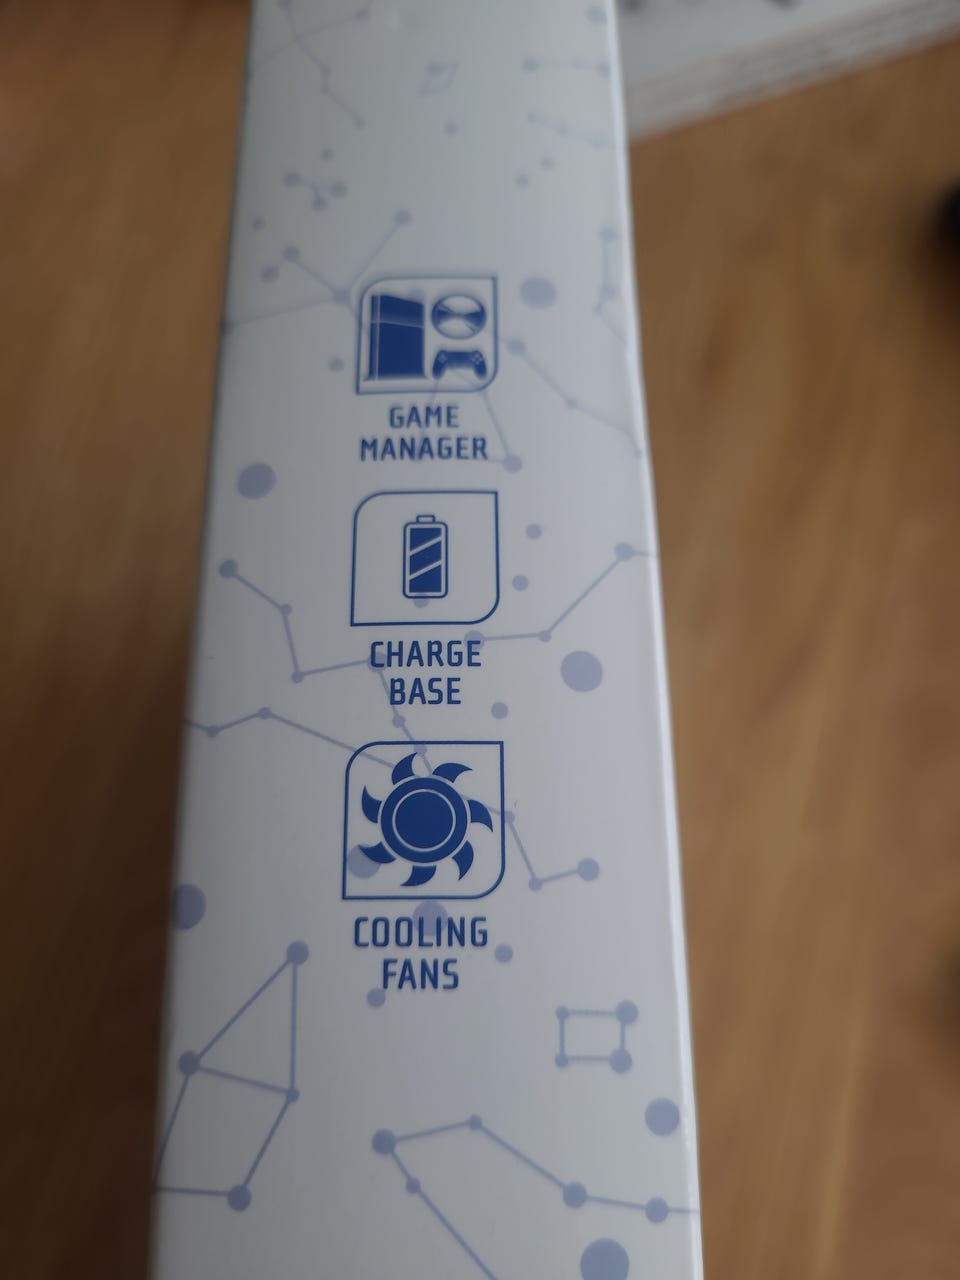 GAME
MANAGER
CHARGE
BASE
COOLING
FANS